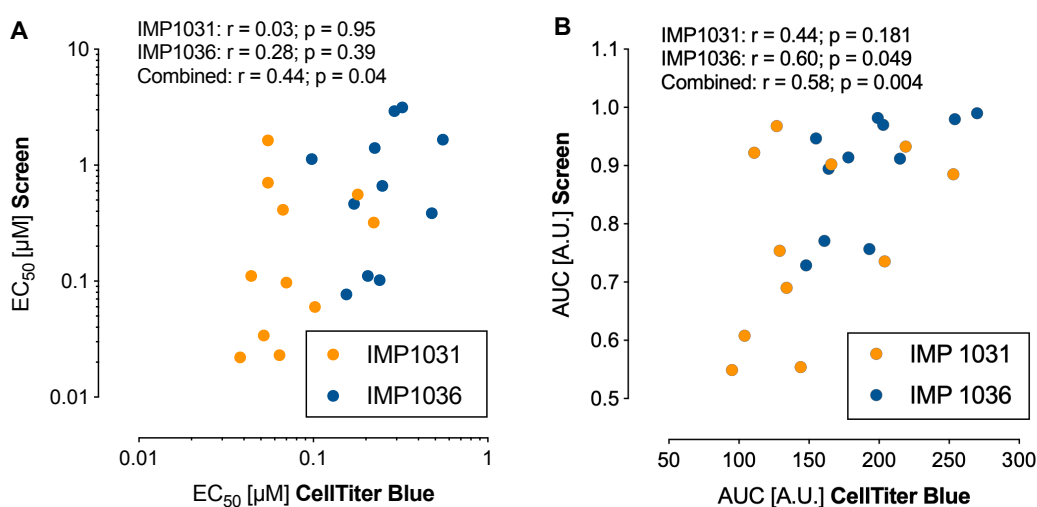 A
IMP1031: r = 0.03; p = 0.95
IMP1036: r = 0.28; p = 0.39
Combined: r = 0.44; p = 0.04
10
1
0.1
0.01
EC50 [µM] Screen
IMP1031
IMP1036
0.01
0.1
1
EC50 [µM] CellTiter Blue
B
IMP1031: r = 0.44; p = 0.181
IMP1036: r = 0.60; p = 0.049
Combined: r = 0.58; p = 0.004
1.1
1.0
0.9
0.8
0.7
0.6
0.5
AUC [A.U.] Screen
IMP 1031
IMP 1036
50
100
150
200
250
300
AUC [A.U.] CellTiter Blue